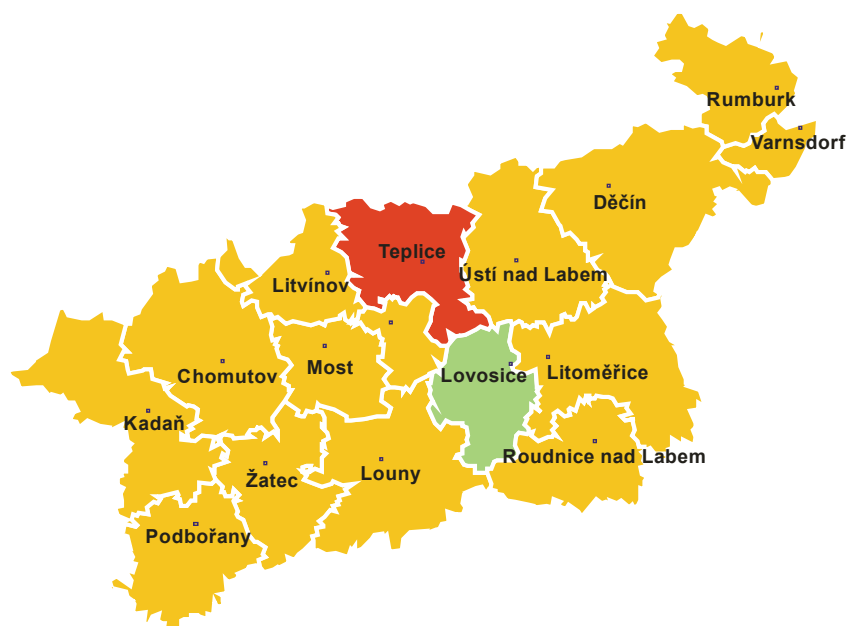 Rumburk
Varnsdorf
Děčín
Teplice
Ústí nad Labem
Litvínov
Most
Lovosice
Litoměřice
Chomutov
Kadaň
Roudnice nad Labem
Louny
Žatec
Podbořany